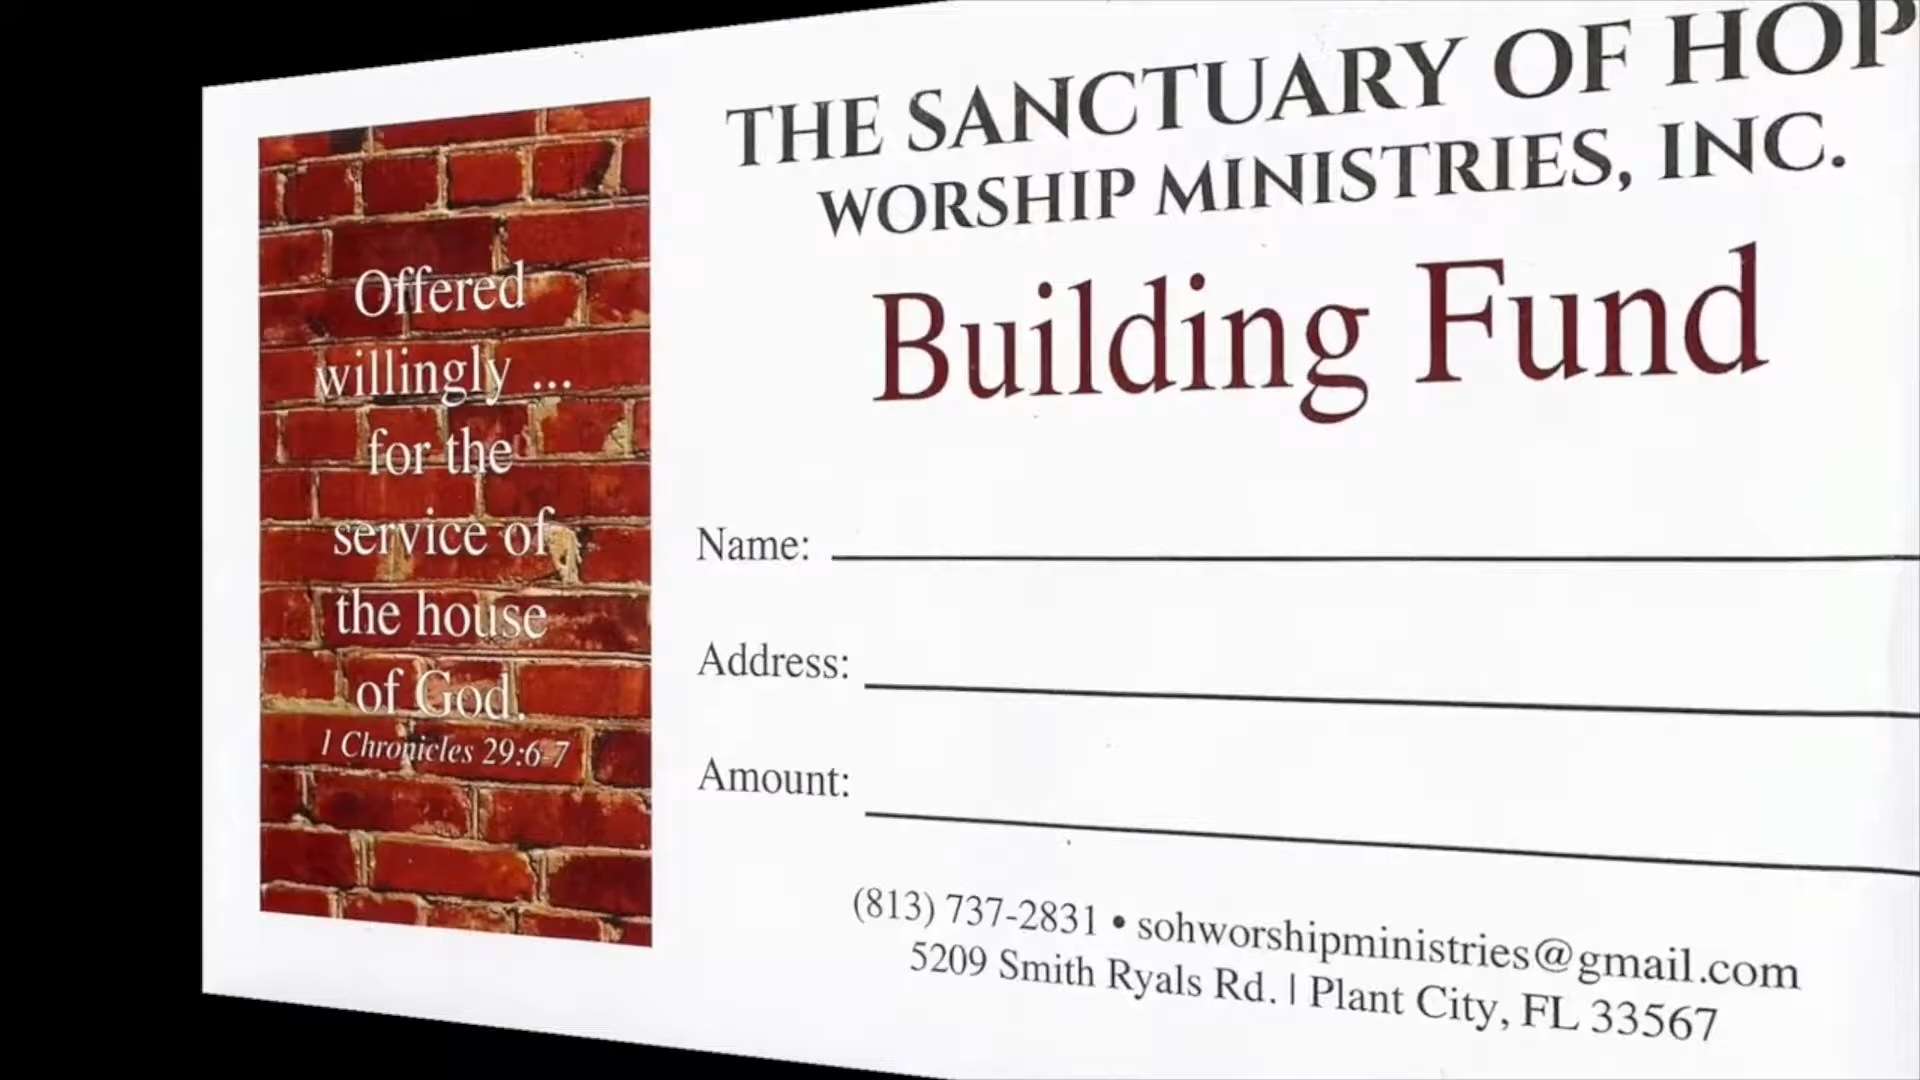 Offered
willingly ...
for the
service of
the house
of God.
1 Chronicles 29:6-7
THE SANCTUARY OF HOP
WORSHIP MINISTRIES, INC.
Building Fund
Name:
Address:
Amount:
(813) 737-2831 • sohworshipministries@gmail.com
5209 Smith Ryals Rd. | Plant City, FL 33567